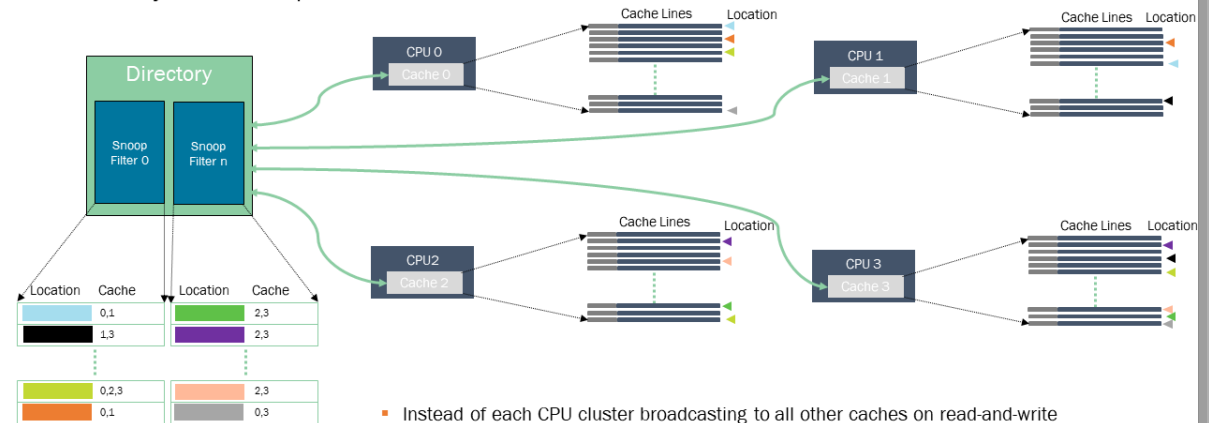 Cache Lines Location
Cache Lines Location
CPU 0
Cache 0
CPU 1
Cache 1
Directory
Snoop
Filter 0
Snoop
Filter n
Cache Lines Location
Cache Lines Location
CPU2
Cache 2
CPU 3
Cache 3
Location Cache Location Cache
0,1 2,3
1,3 2,3
0,2,3 2,3
0,1 0,3
Instead of each CPU cluster broadcasting to all other caches on read-and-write